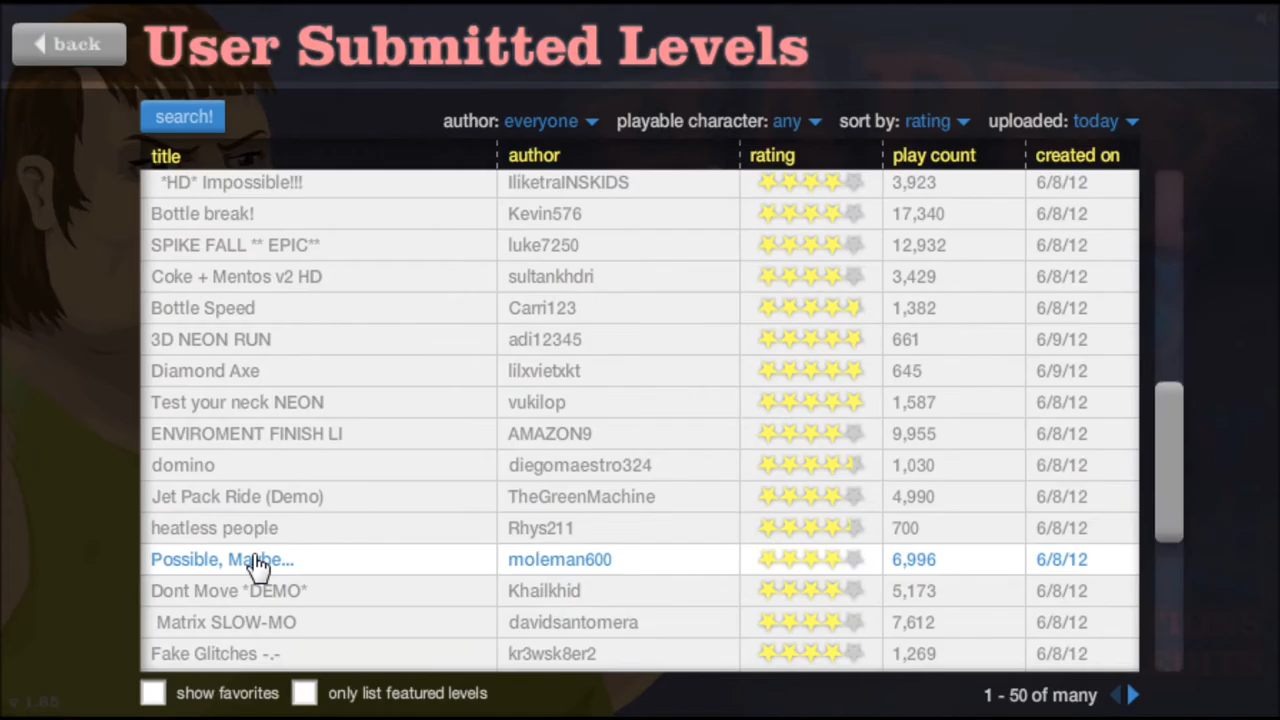 back User Submitted Levels
search! author: everyone playable character: any sort by: rating uploaded: today
title author rating play count created on
*HD* Impossible!!! IliketraINSKIDS 3,923 6/8/12
Bottle break! Kevin576 17,340 6/8/12
SPIKE FALL ** EPIC** luke7250 12,932 6/8/12
Coke + Mentos v2 HD sultankhdri 3,429 6/8/12
Bottle Speed Carri123 1,382 6/8/12
3D NEON RUN adi12345 661 6/9/12
Diamond Axe lilxvietxkt 645 6/9/12
Test your neck NEON vukilop 1,587 6/8/12
ENVIROMENT FINISH LI AMAZON9 9,955 6/8/12
domino diegomaestro324 1,030 6/8/12
Jet Pack Ride (Demo) TheGreenMachine 4,990 6/8/12
heatless people Rhys211 700 6/8/12
Possible, Maybe... moleman600 6,996 6/8/12
Dont Move *DEMO* Khailkhid 5,173 6/8/12
Matrix SLOW-MO davidsantomera 7,612 6/8/12
Fake Glitches -.- kr3wsk8er2 1,269 6/8/12
show favorites only list featured levels 1 - 50 of many
v 1.85